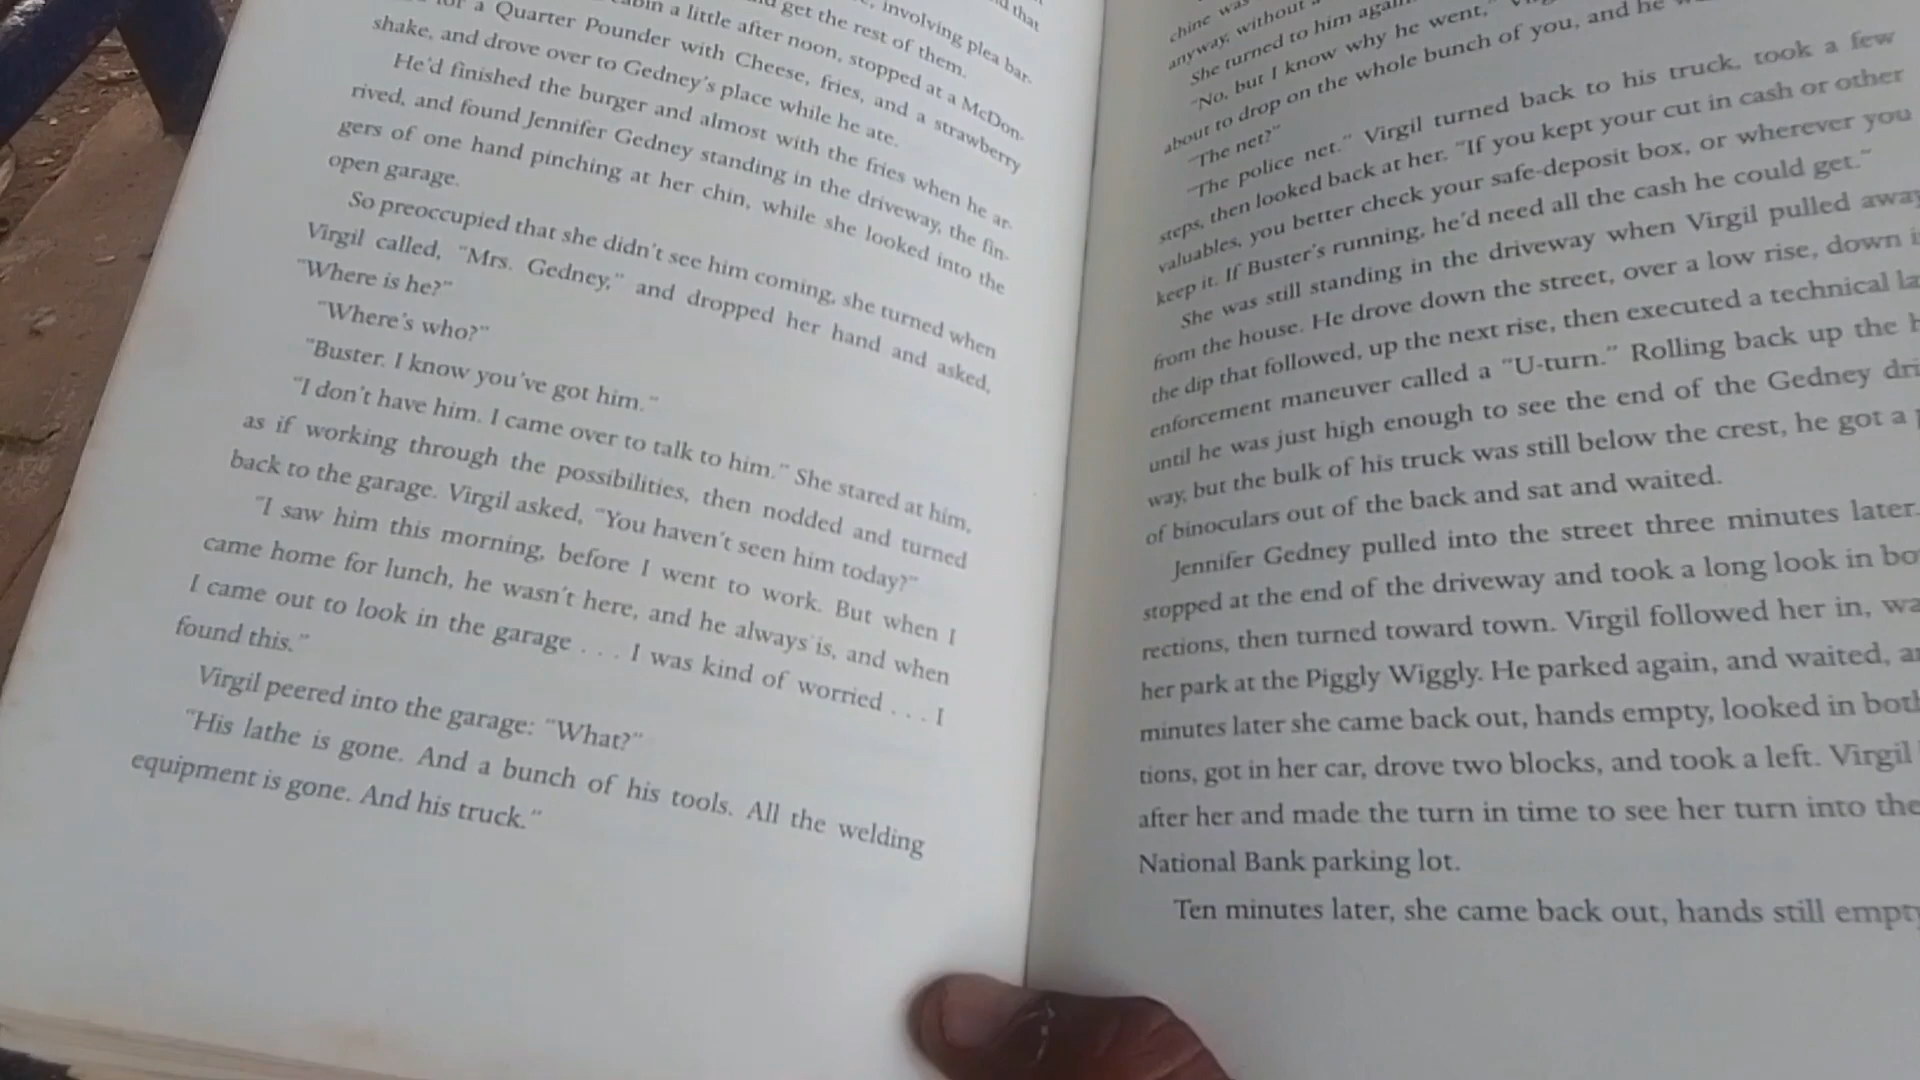 involving plea bar-
get the rest of them.
a little after noon, stopped at a McDon-
for a Quarter Pounder with Cheese, fries, and a strawberry
shake, and drove over to Gedney's place while he ate.
He'd finished the burger and almost with the fries when he ar-
rived, and found Jennifer Gedney standing in the driveway, the fin-
gers of one hand pinching at her chin, while she looked into the
open garage.
So preoccupied that she didn't see him coming, she turned when
Virgil called, "Mrs. Gedney," and dropped her hand and asked,
"Where is he?"
"Where's who?"
"Buster. I know you've got him."
"I don't have him. I came over to talk to him." She stared at him,
as if working through the possibilities, then nodded and turned
back to the garage. Virgil asked, "You haven't seen him today?"
"I saw him this morning, before I went to work. But when I
came home for lunch, he wasn't here, and he always is, and when
I came out to look in the garage . . . I was kind of worried . . . I
found this."
Virgil peered into the garage: "What?"
"His lathe is gone. And a bunch of his tools. All the welding
equipment is gone. And his truck."
chine was
anyway, without
She turned to him again
"No, but I know why he went,"
about to drop on the whole bunch of you, and he
"The net?"
"The police net." Virgil turned back to his truck, took a few
steps, then looked back at her. "If you kept your cut in cash or other
valuables, you better check your safe-deposit box, or wherever you
keep it. If Buster's running, he'd need all the cash he could get."
She was still standing in the driveway when Virgil pulled away
from the house. He drove down the street, over a low rise, down
the dip that followed, up the next rise, then executed a technical
enforcement maneuver called a "U-turn." Rolling back up the
until he was just high enough to see the end of the Gedney
way, but the bulk of his truck was still below the crest, he got a
of binoculars out of the back and sat and waited.
Jennifer Gedney pulled into the street three minutes later.
stopped at the end of the driveway and took a long look in
rections, then turned toward town. Virgil followed her in,
her park at the Piggly Wiggly. He parked again, and waited,
minutes later she came back out, hands empty, looked in
tions, got in her car, drove two blocks, and took a left. Virgil
after her and made the turn in time to see her turn into the
National Bank parking lot.
Ten minutes later, she came back out, hands still empty